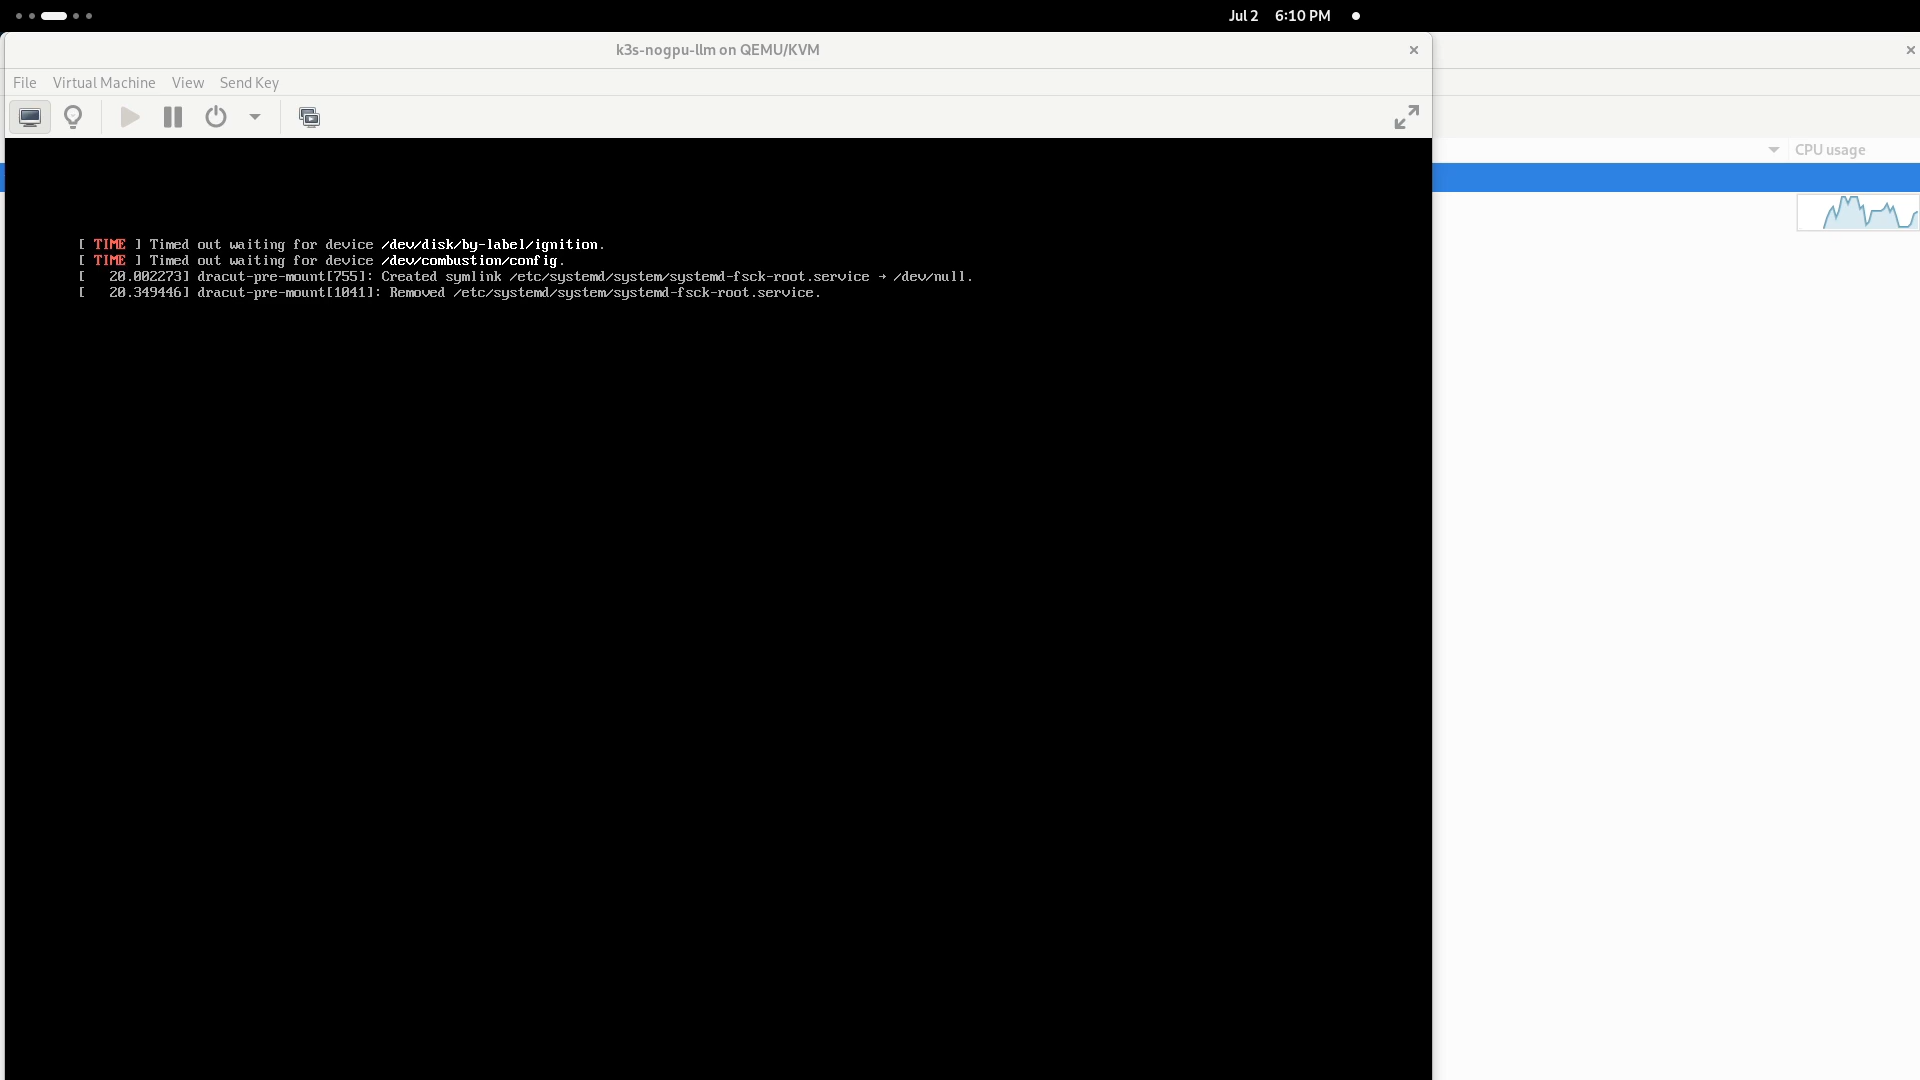 Jul 2 6:10 PM
k3s-nogpu-llm on QEMU/KVM
File Virtual Machine View Send Key
CPU usage
[ TIME ] Timed out waiting for device /dev/disk/by-label/ignition.
[ TIME ] Timed out waiting for device /dev/combustion/config.
[   20.002273] dracut-pre-mount[755]: Created symlink /etc/systemd/system/systemd-fsck-root.service → /dev/null.
[   20.349446] dracut-pre-mount[1041]: Removed /etc/systemd/system/systemd-fsck-root.service.